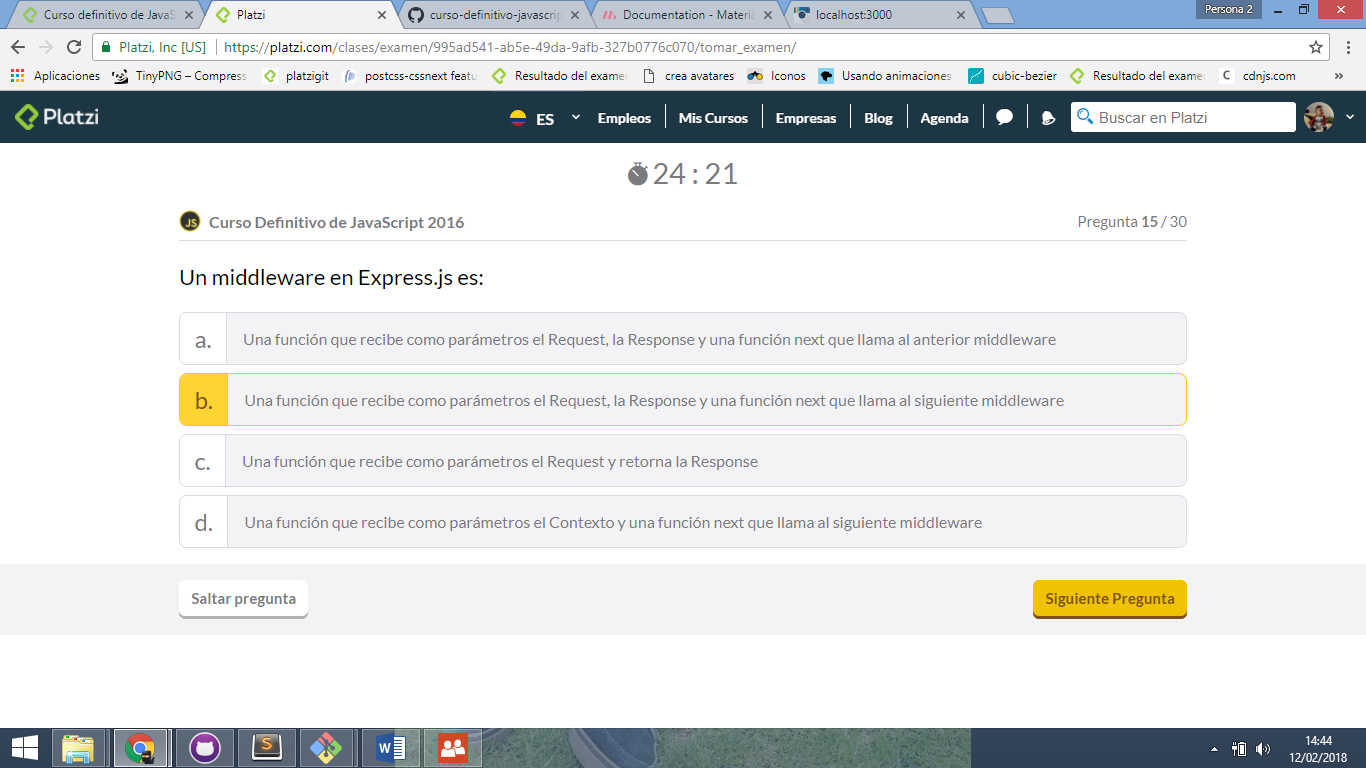 Curso definitivo de JavaS
Platzi
curso-definitivo-javascrip
Documentation - Materia
localhost:3000
Persona 2
Platzi, Inc [US]
https://platzi.com/clases/examen/995ad541-ab5e-49da-9afb-327b0776c070/tomar_examen/
Aplicaciones
TinyPNG – Compress
platzigit
postcss-cssnext featu
Resultado del examen
crea avatares
Iconos
Usando animaciones
cubic-bezier
Resultado del examen
cdnjs.com
»
Platzi
ES
Empleos
Mis Cursos
Empresas
Blog
Agenda
Buscar en Platzi
24 : 21
JS
Curso Definitivo de JavaScript 2016
Pregunta 15 / 30
Un middleware en Express.js es:
a. Una función que recibe como parámetros el Request, la Response y una función next que llama al anterior middleware
b. Una función que recibe como parámetros el Request, la Response y una función next que llama al siguiente middleware
c. Una función que recibe como parámetros el Request y retorna la Response
d. Una función que recibe como parámetros el Contexto y una función next que llama al siguiente middleware
Saltar pregunta
Siguiente Pregunta
14:44
12/02/2018